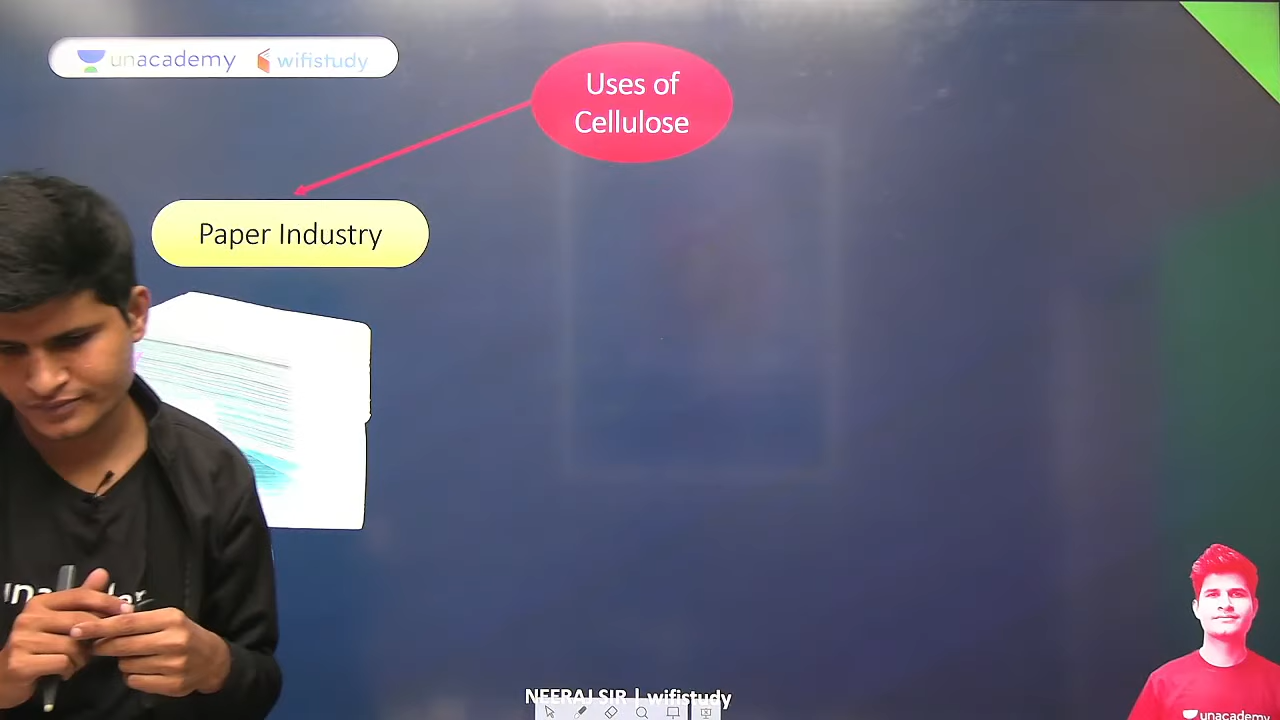 unacademy wifistudy
Uses of
Cellulose
Paper Industry
NEERAJ SIR | wifistudy
unacademy